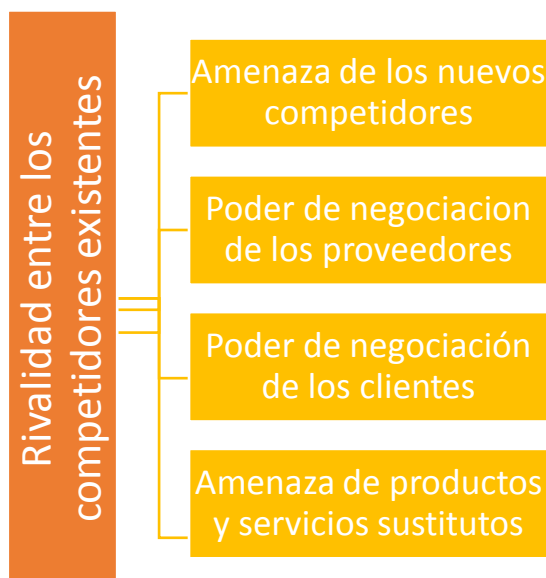 Rivalidad entre los
competidores existentes
Amenaza de los nuevos
competidores
Poder de negociacion
de los proveedores
Poder de negociación
de los clientes
Amenaza de productos
y servicios sustitutos